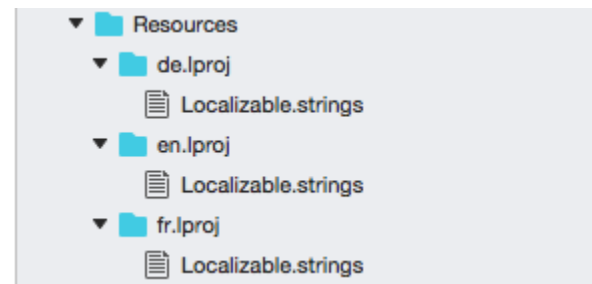 Resources
de.lproj
Localizable.strings
en.lproj
Localizable.strings
fr.lproj
Localizable.strings